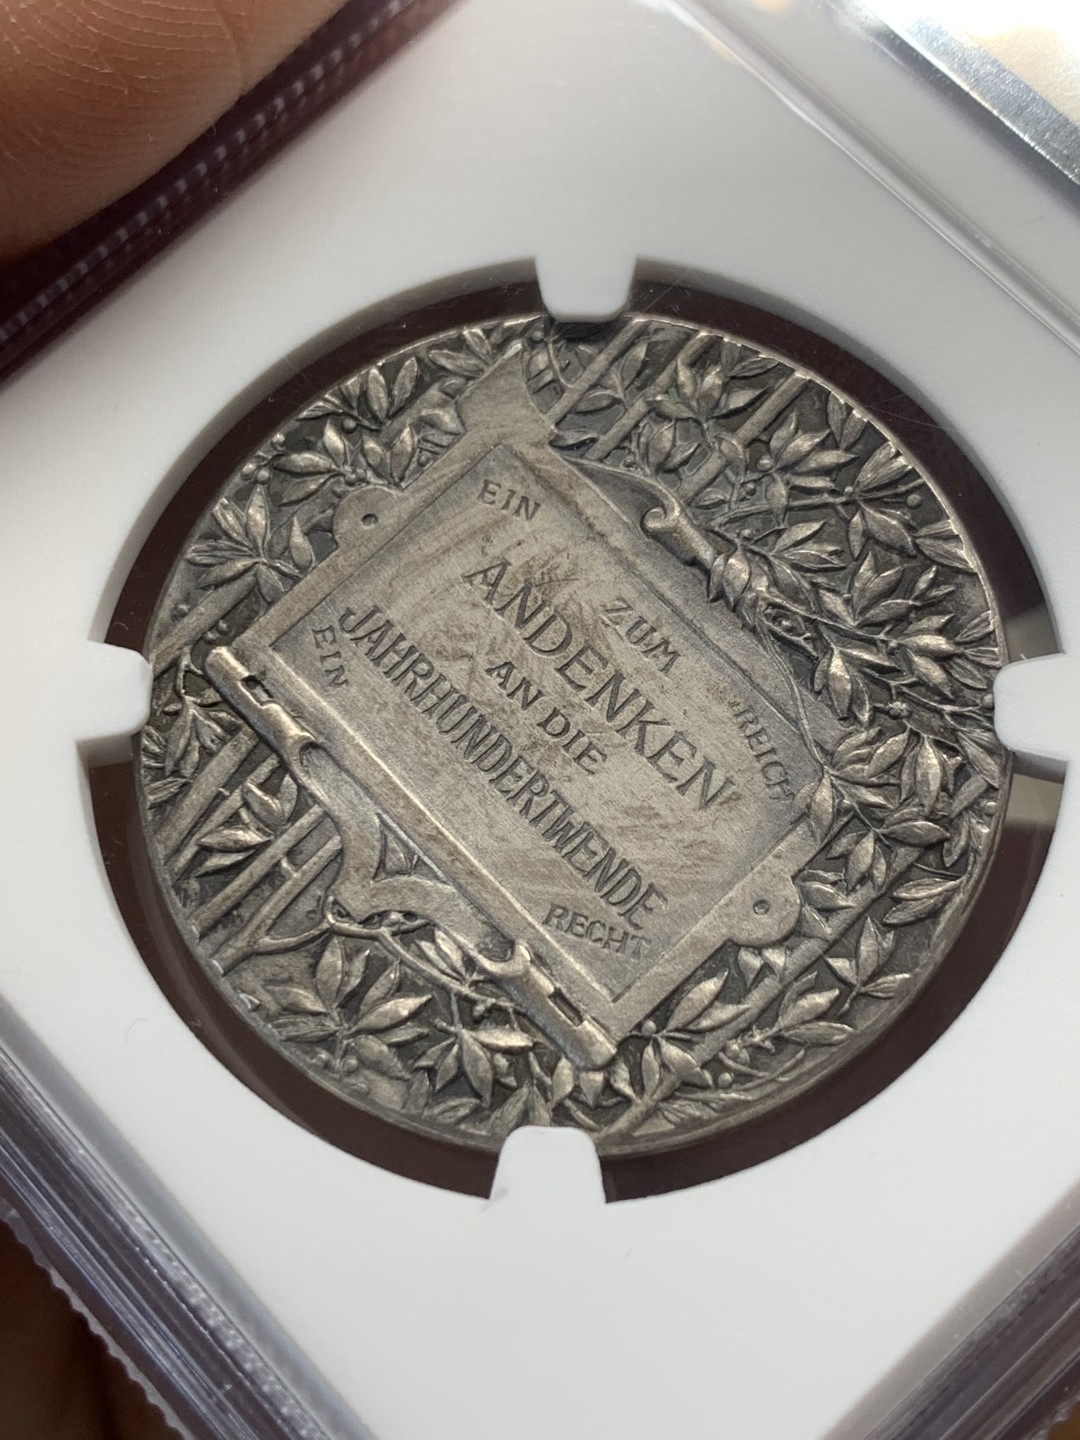 EIN REICH
ZUM
ANDENKEN
AN DIE
JAHRHUNDERTWENDE
EIN RECHT